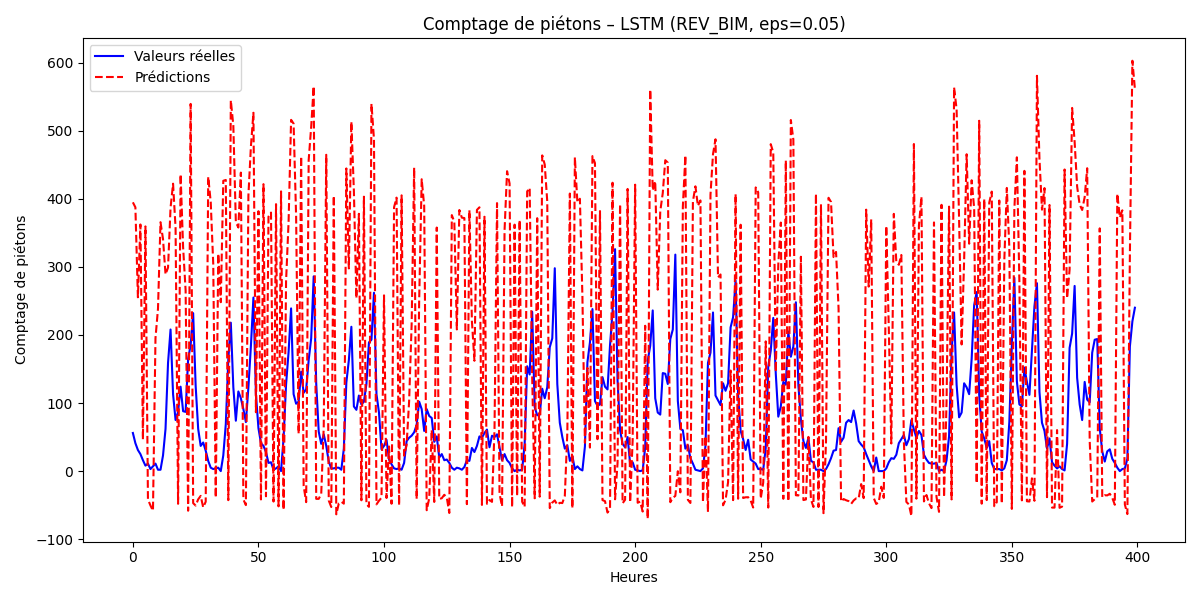 Comptage de piétons – LSTM (REV_BIM, eps=0.05)
Valeurs réelles
Prédictions
600
500
400
300
200
100
0
−100
Comptage de piétons
0 50 100 150 200 250 300 350 400
Heures